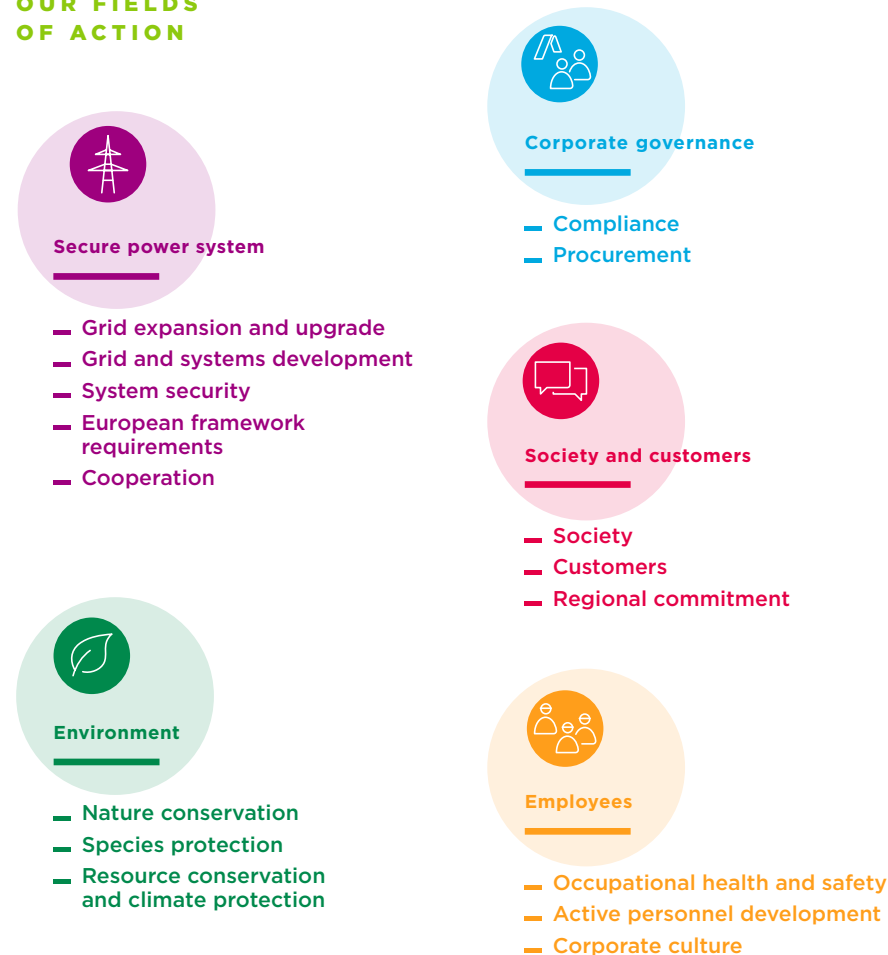 OUR FIELDS
OF ACTION
Secure power system
Grid expansion and upgrade
Grid and systems development
System security
European framework
requirements
Cooperation
Environment
Nature conservation
Species protection
Resource conservation
and climate protection
Corporate governance
Compliance
Procurement
Society and customers
Society
Customers
Regional commitment
Employees
Occupational health and safety
Active personnel development
Corporate culture